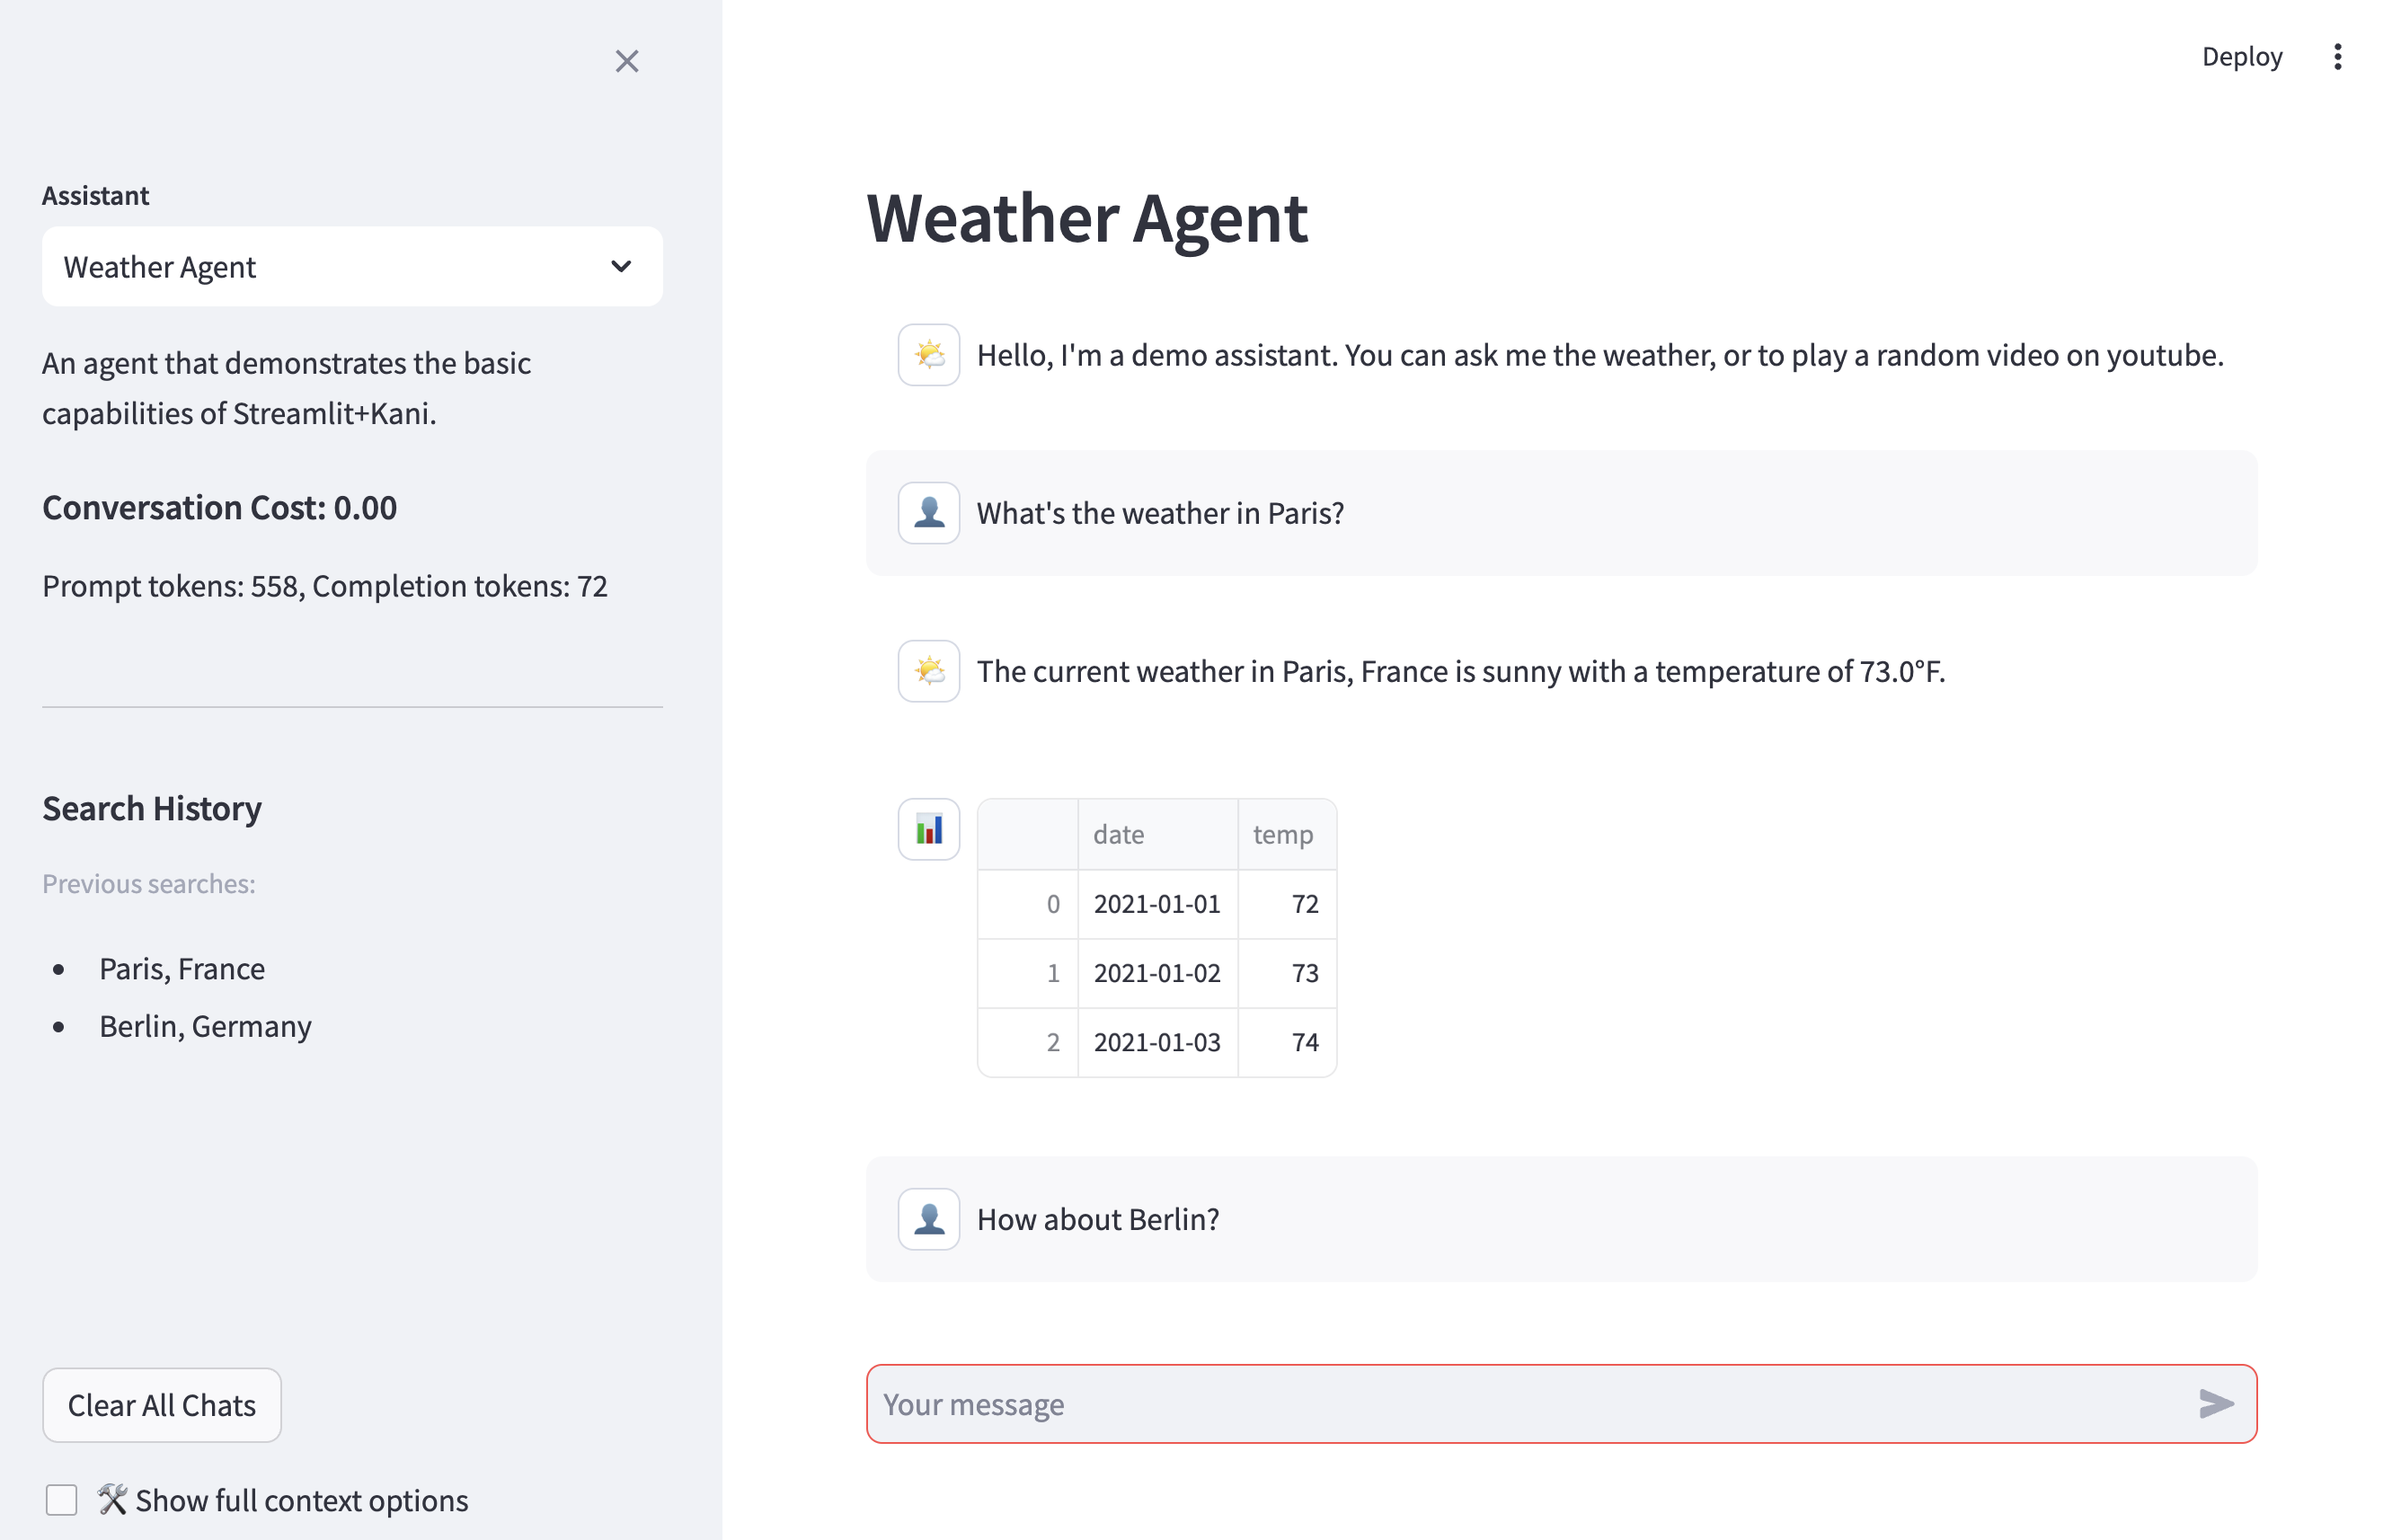 Assistant
Weather Agent
An agent that demonstrates the basic
capabilities of Streamlit+Kani.
Conversation Cost: 0.00
Prompt tokens: 558, Completion tokens: 72
Search History
Previous searches:
Paris, France
Berlin, Germany
Clear All Chats
Show full context options
Deploy
Weather Agent
Hello, I'm a demo assistant. You can ask me the weather, or to play a random video on youtube.
What's the weather in Paris?
The current weather in Paris, France is sunny with a temperature of 73.0°F.
date temp
0 2021-01-01 72
1 2021-01-02 73
2 2021-01-03 74
How about Berlin?
Your message